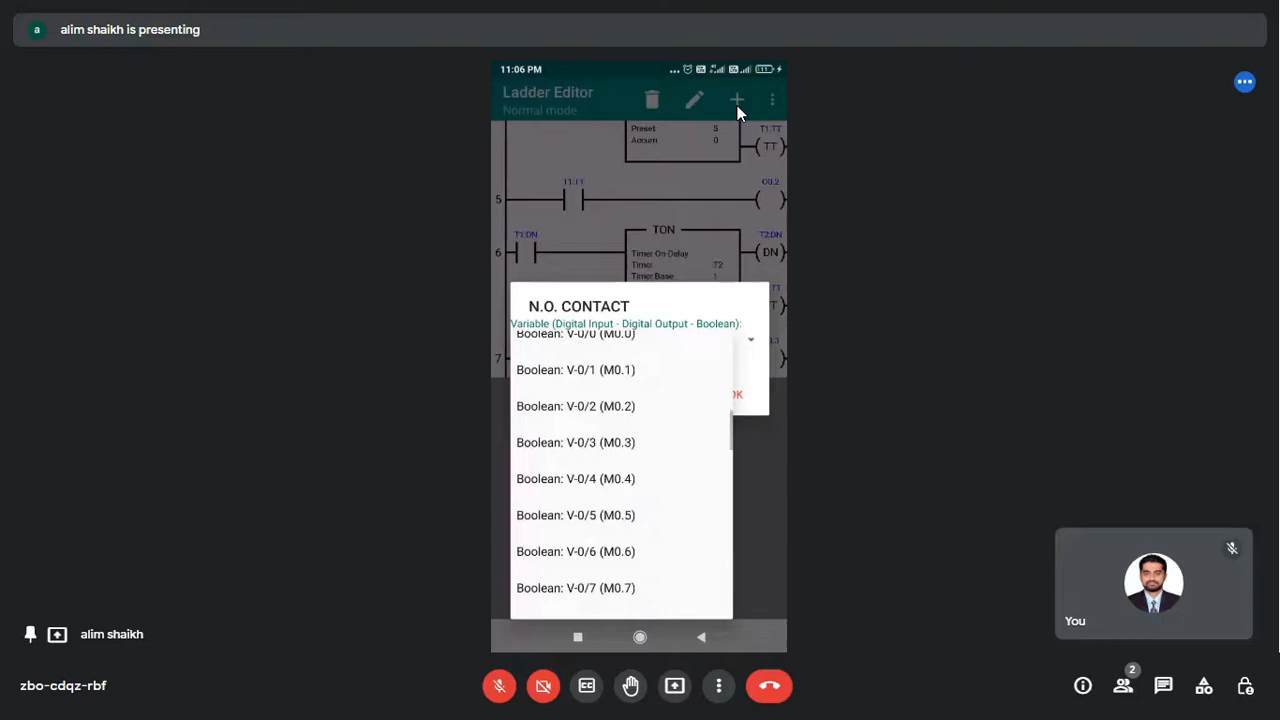 a alim shaikh is presenting
11:06 PM
Ladder Editor
Normal mode
Preset 5
Accum 0
T1:TT
TT
T1:TT
O0.2
5
TON
T1:DN
T2:DN
6
DN
Timer On-Delay
Timer T2
Timer Base 1
N.O. CONTACT
Variable (Digital Input - Digital Output - Boolean):
Boolean: V-0/0 (M0.0)
Boolean: V-0/1 (M0.1)
7
OK
Boolean: V-0/2 (M0.2)
Boolean: V-0/3 (M0.3)
Boolean: V-0/4 (M0.4)
Boolean: V-0/5 (M0.5)
Boolean: V-0/6 (M0.6)
Boolean: V-0/7 (M0.7)
You
alim shaikh
zbo-cdqz-rbf
2